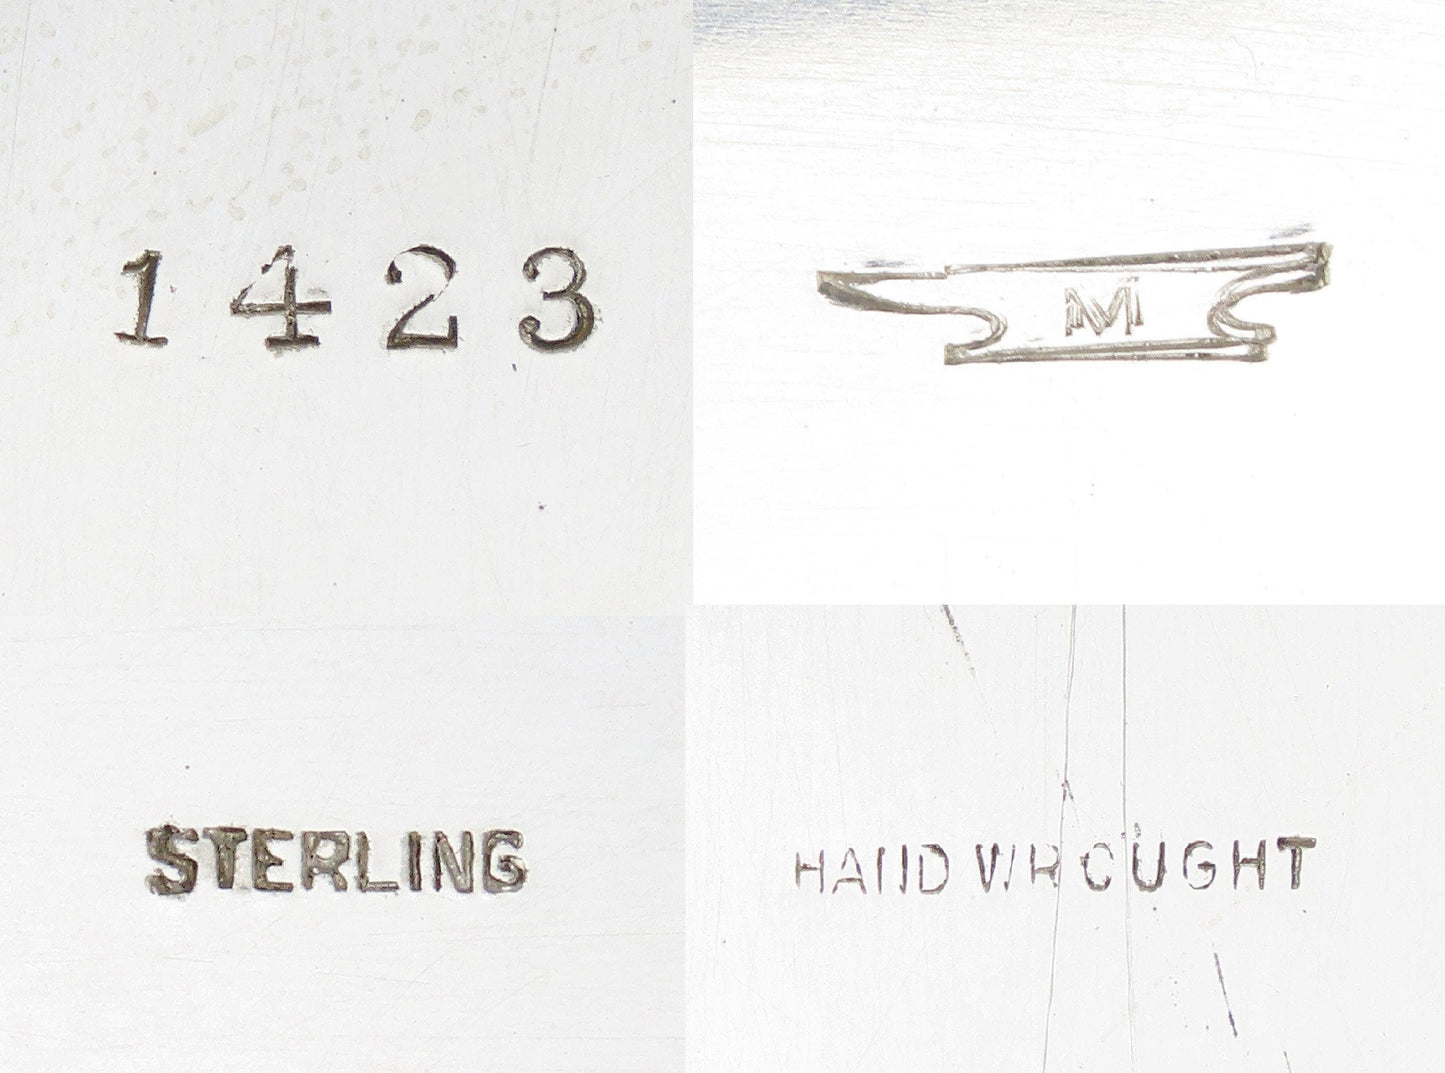 1423
M
STERLING
HAND WROUGHT